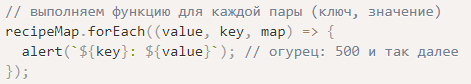 // выполняем функцию для каждой пары (ключ, значение)
recipeMap.forEach((value, key, map) => {
  alert(`${key}: ${value}`); // огурец: 500 и так далее
});